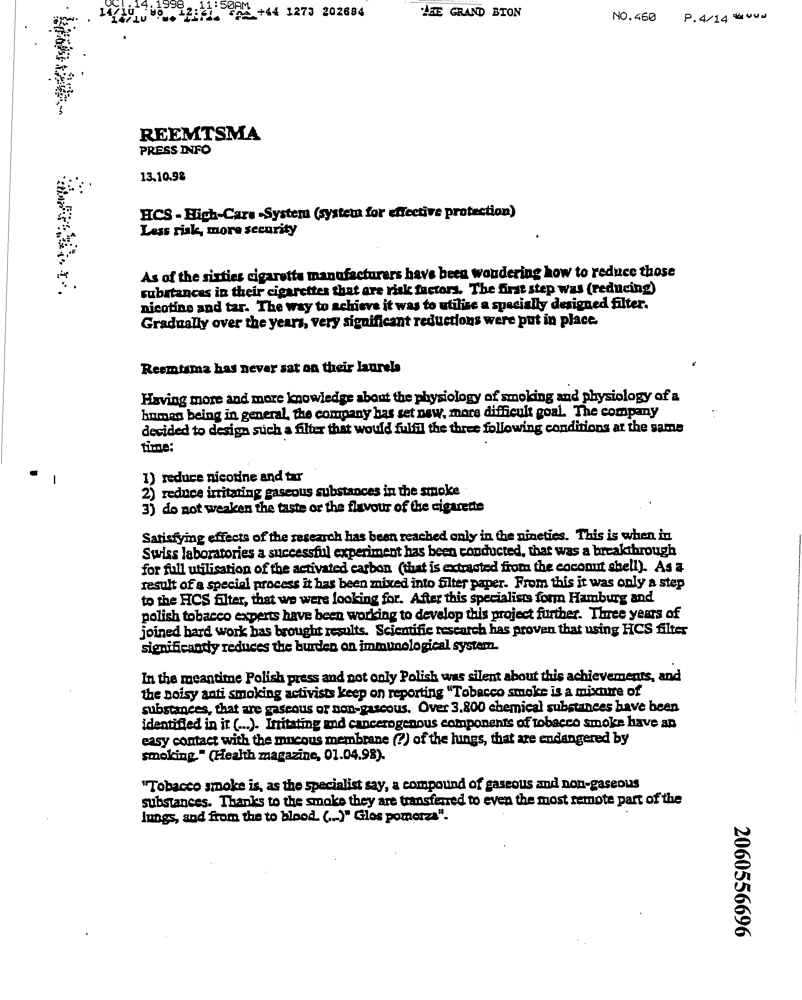 OCT.14.1998 11:50AM
+44 1273 202684 THE GRAND BTON NO.460 P.4/14
REEMTSMA
PRESS INFO
13.10.98
HCS - High-Care -System (system for effective protection)
Less risk, more security
As of the sixties cigarette manufacturers have been wondering how to reduce those
substances in their cigarettes that are risk factors. The first step was (reducing)
nicotine and tar. The way to achieve it was to utilise a specially designed filter.
Gradually over the years, very significant reductions were put in place.
Reemtsma has never sat on their laurels
Having more and more knowledge about the physiology of smoking and physiology of a
human being in general, the company has set new, more difficult goal. The company
decided to design such a filter that would fulfil the three following conditions at the same
time:
1) reduce nicotine and tar
2) reduce irritating gaseous substances in the smoke
3) do not weaken the taste or the flavour of the cigarette
Satisfying effects of the research has been reached only in the nineties. This is when in
Swiss laboratories a successful experiment has been conducted, that was a breakthrough
for full utilisation of the activated carbon (that is extracted from the coconut shell). As a
result of a special process it has been mixed into filter paper. From this it was only a step
to the HCS filter, that we were looking for. After this specialists form Hamburg and
polish tobacco experts have been working to develop this project further. Three years of
joined hard work has brought results. Scientific research has proven that using HCS filter
significantly reduces the burden on immunological system.
In the meantime Polish press and not only Polish was silent about this achievements, and
the noisy anti smoking activists keep on reporting "Tobacco smoke is a mixture of
substances, that are gaseous or non-gaseous. Over 3,800 chemical substances have been
identified in it (...). Irritating and cancerogenous components of tobacco smoke have an
easy contact with the mucous membrane (?) of the lungs, that are endangered by
smoking." (Health magazine, 01.04.98).
"Tobacco smoke is, as the specialist say, a compound of gaseous and non-gaseous
substances. Thanks to the smoke they are transferred to even the most remote part of the
lungs, and from the to blood. (...)" Glos pomorza".
2060556696